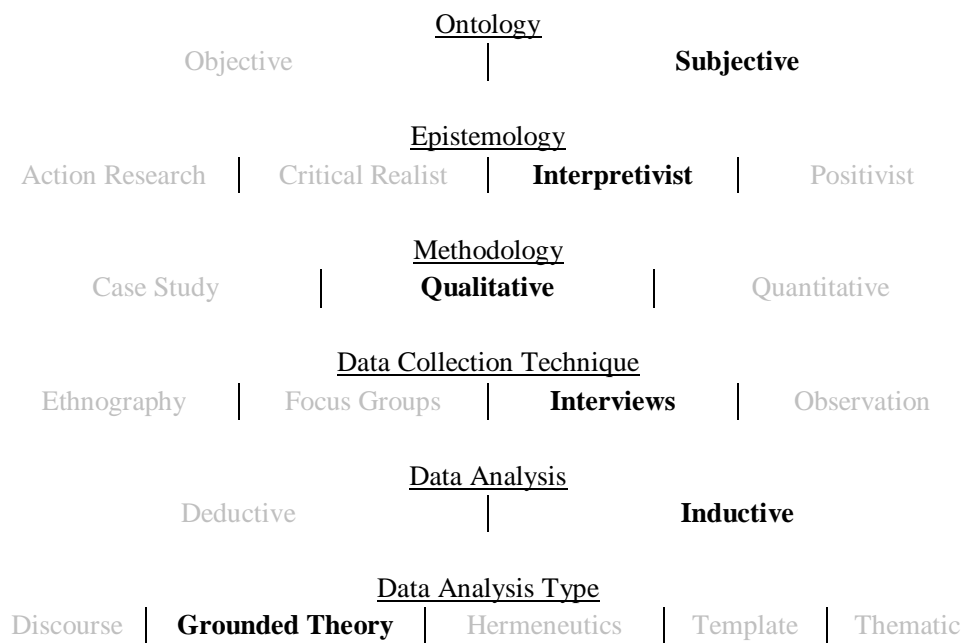 Ontology
Objective Subjective
Epistemology
Action Research Critical Realist Interpretivist Positivist
Methodology
Case Study Qualitative Quantitative
Data Collection Technique
Ethnography Focus Groups Interviews Observation
Data Analysis
Deductive Inductive
Data Analysis Type
Discourse Grounded Theory Hermeneutics Template Thematic